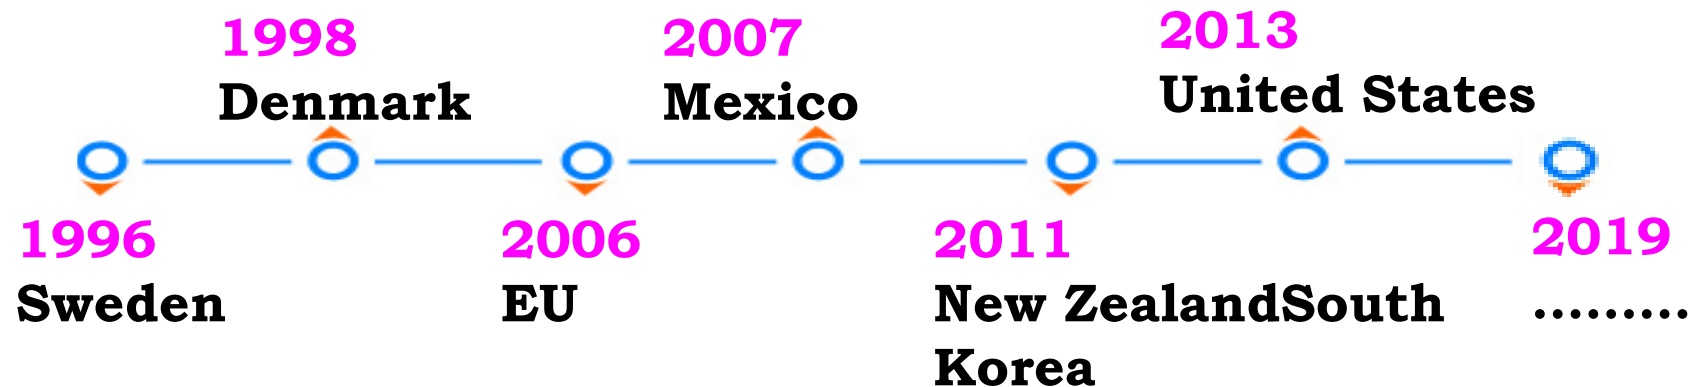 1998
Denmark
2007
Mexico
2013
United States
1996
Sweden
2006
EU
2011
New ZealandSouth
Korea
2019
.........